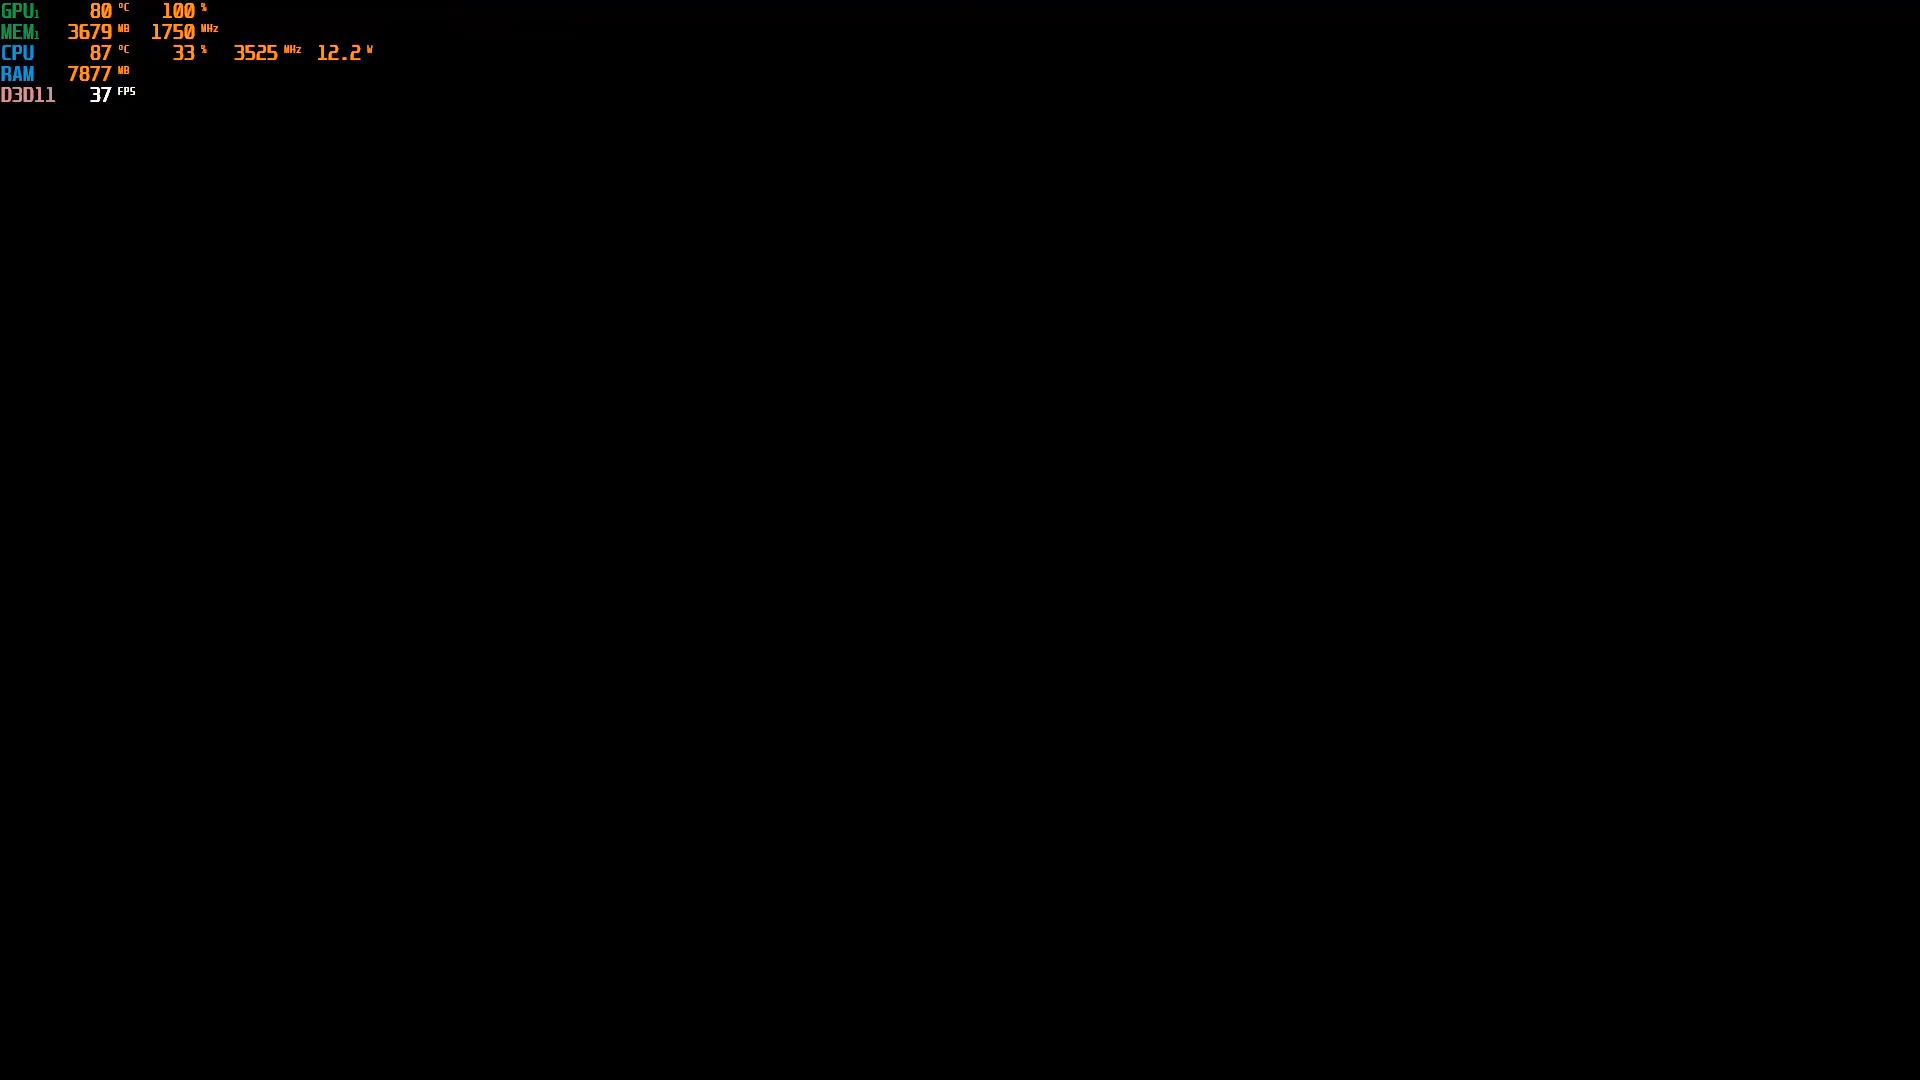 GPU1 80 °C 100 %
MEM1 3679 MB 1750 MHz
CPU 87 °C 33 % 3525 MHz 12.2 W
RAM 7877 MB
D3D11 37 FPS